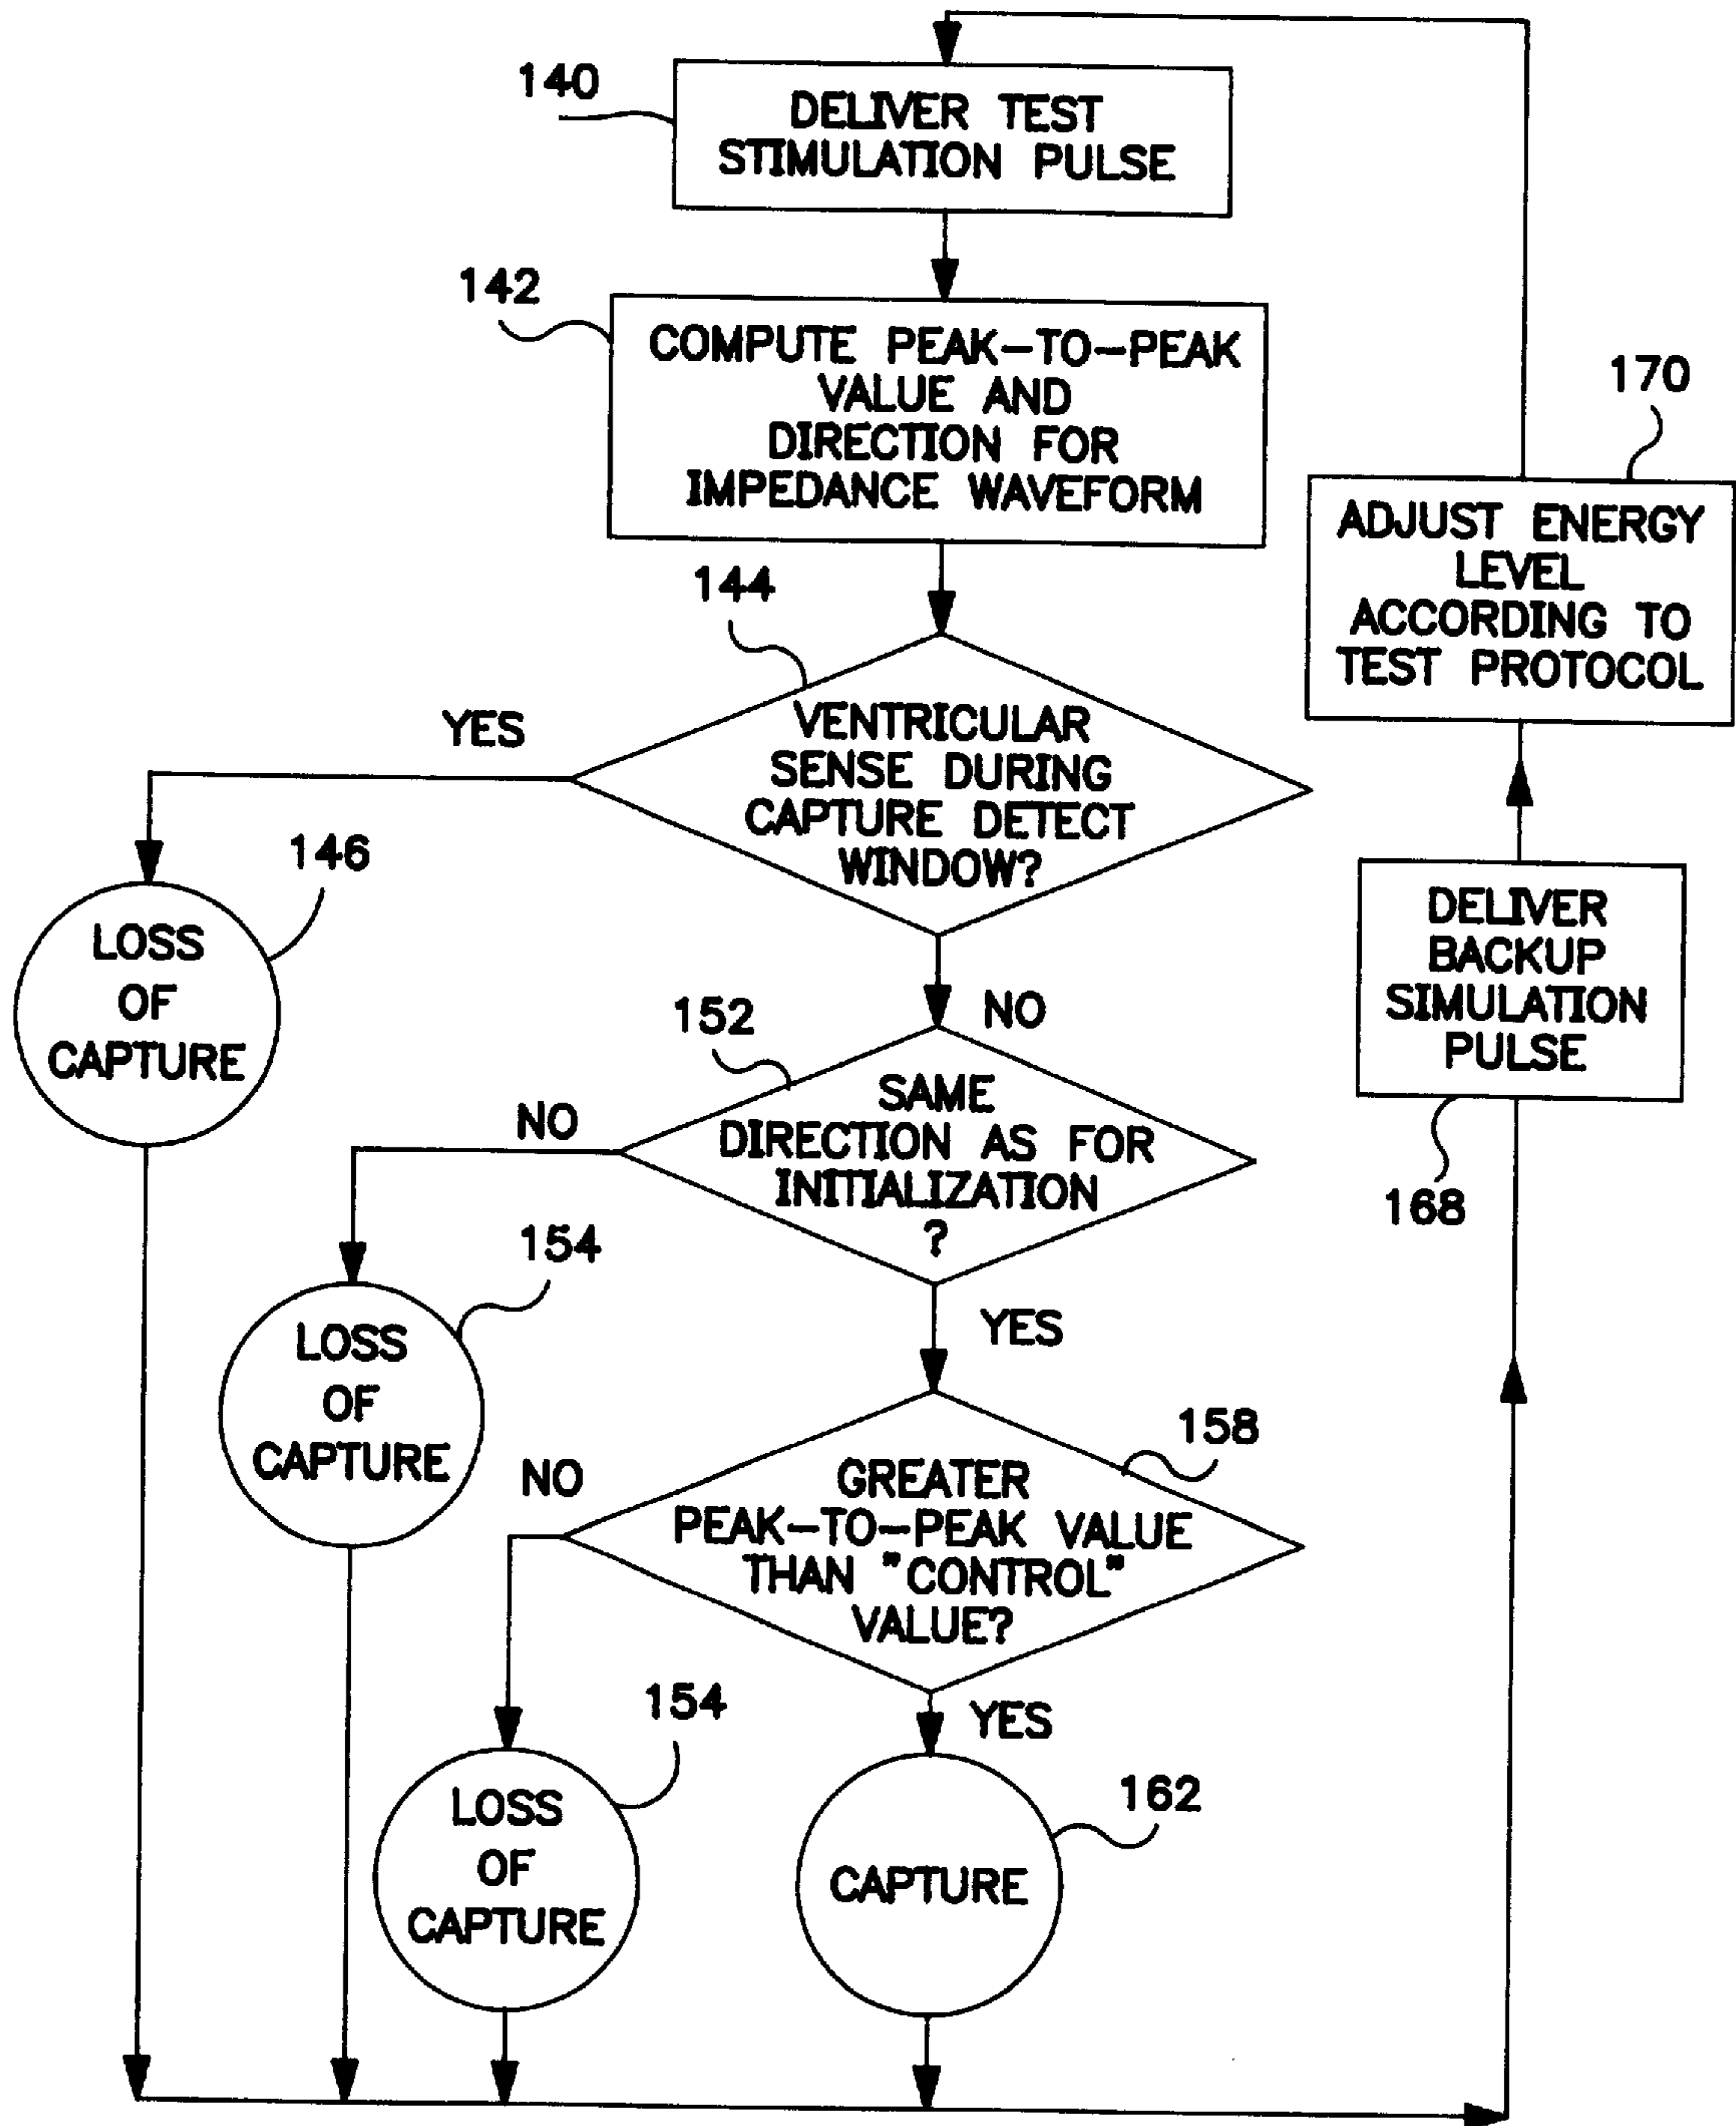 140
DELIVER TEST
STIMULATION PULSE
142
COMPUTE PEAK-TO-PEAK
VALUE AND
DIRECTION FOR
IMPEDANCE WAVEFORM
170
ADJUST ENERGY
LEVEL
ACCORDING TO
TEST PROTOCOL
144
VENTRICULAR
SENSE DURING
CAPTURE DETECT
WINDOW?
YES
146
LOSS
OF
CAPTURE
NO
DELIVER
BACKUP
SIMULATION
PULSE
168
152
SAME
DIRECTION AS FOR
INITIALIZATION
?
NO
154
LOSS
OF
CAPTURE
YES
158
GREATER
PEAK-TO-PEAK VALUE
THAN "CONTROL"
VALUE?
NO
154
LOSS
OF
CAPTURE
YES
162
CAPTURE